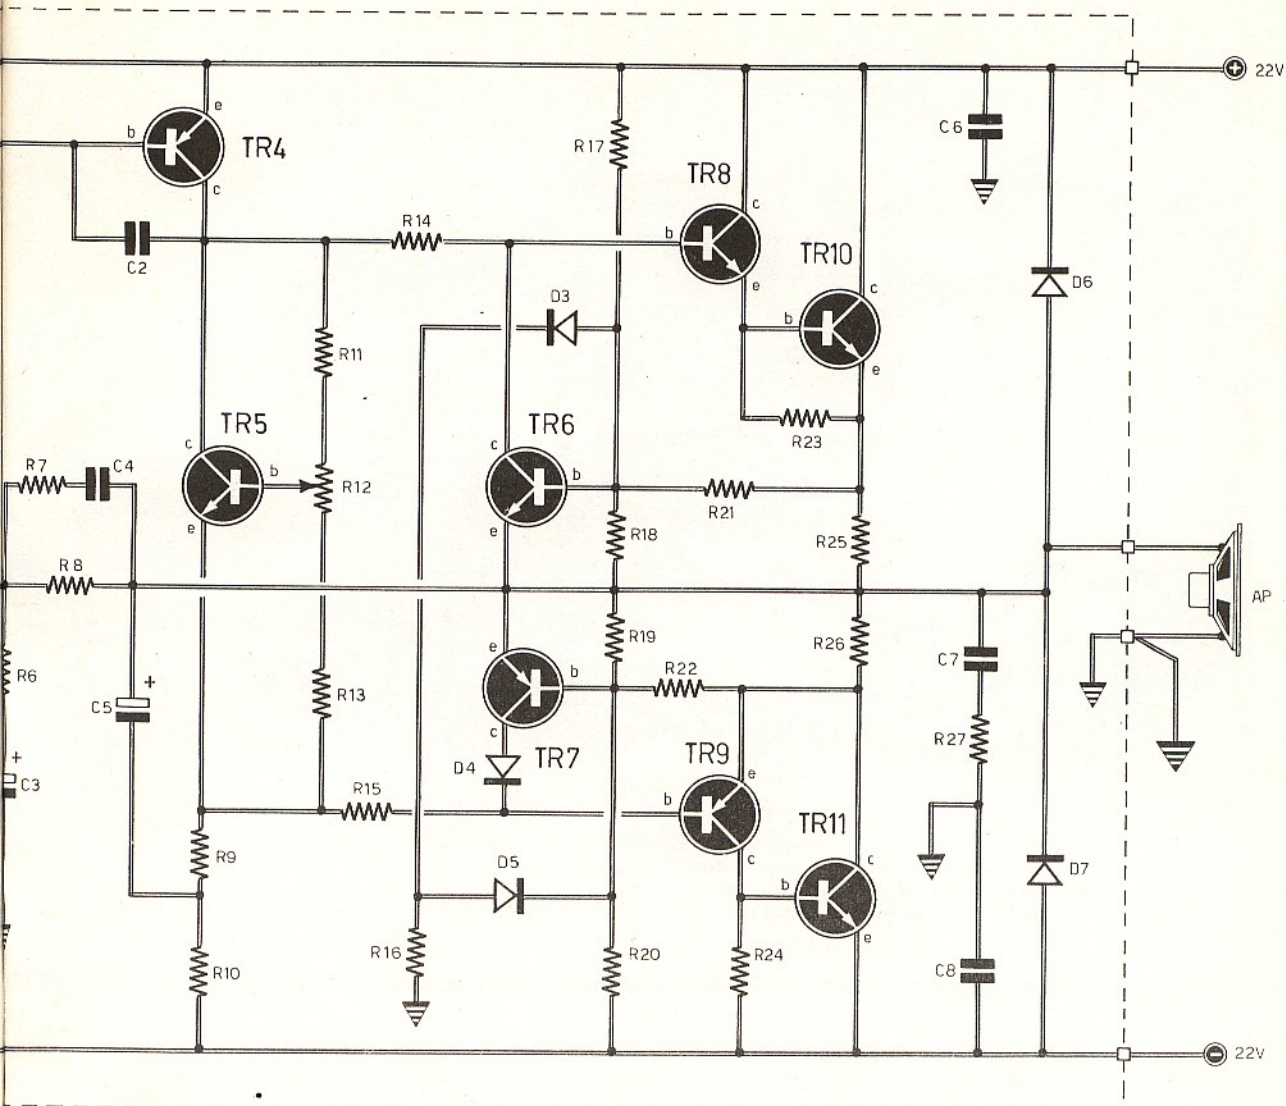 22V
e
b
TR4
c
C2
R14
R17
TR8
c
b
e
C6
TR10
c
b
e
D3
D6
R11
R23
TR5
c
b
e
R12
TR6
c
b
e
R21
R7
C4
R8
R18
R25
AP
R6
C5
+
R13
e
b
c
TR7
R19
R22
R26
C7
R27
+
C3
D4
R15
TR9
e
b
c
TR11
c
b
e
D7
R9
D5
R10
R16
R20
R24
C8
22V